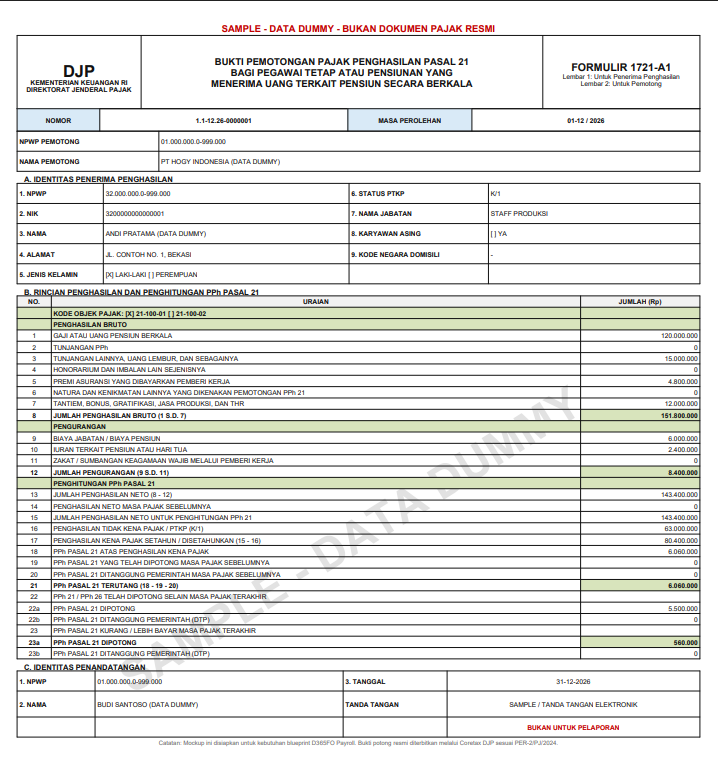 SAMPLE - DATA DUMMY - BUKAN DOKUMEN PAJAK RESMI
DJP
KEMENTERIAN KEUANGAN RI
DIREKTORAT JENDERAL PAJAK
BUKTI PEMOTONGAN PAJAK PENGHASILAN PASAL 21
BAGI PEGAWAI TETAP ATAU PENSIUNAN YANG
MENERIMA UANG TERKAIT PENSIUN SECARA BERKALA
FORMULIR 1721-A1
Lembar 1: Untuk Penerima Penghasilan
Lembar 2: Untuk Pemotong
NOMOR 1.1-12.26-0000001 MASA PEROLEHAN 01-12 / 2026
NPWP PEMOTONG 01.000.000.0-999.000
NAMA PEMOTONG PT HOGY INDONESIA (DATA DUMMY)
A. IDENTITAS PENERIMA PENGHASILAN
1. NPWP 32.000.000.0-999.000 6. STATUS PTKP K/1
2. NIK 3200000000000001 7. NAMA JABATAN STAFF PRODUKSI
3. NAMA ANDI PRATAMA (DATA DUMMY) 8. KARYAWAN ASING [ ] YA
4. ALAMAT JL. CONTOH NO. 1, BEKASI 9. KODE NEGARA DOMISILI -
5. JENIS KELAMIN [X] LAKI-LAKI [ ] PEREMPUAN
B. RINCIAN PENGHASILAN DAN PENGHITUNGAN PPh PASAL 21
NO. URAIAN JUMLAH (Rp)
KODE OBJEK PAJAK: [X] 21-100-01 [ ] 21-100-02
PENGHASILAN BRUTO
1 GAJI ATAU UANG PENSIUN BERKALA 120.000.000
2 TUNJANGAN PPh 0
3 TUNJANGAN LAINNYA, UANG LEMBUR, DAN SEBAGAINYA 15.000.000
4 HONORARIUM DAN IMBALAN LAIN SEJENISNYA 0
5 PREMI ASURANSI YANG DIBAYARKAN PEMBERI KERJA 4.800.000
6 NATURA DAN KENIKMATAN LAINNYA YANG DIKENAKAN PEMOTONGAN PPh 21 0
7 TANTIEM, BONUS, GRATIFIKASI, JASA PRODUKSI, DAN THR 12.000.000
8 JUMLAH PENGHASILAN BRUTO (1 S.D. 7) 151.800.000
PENGURANGAN
9 BIAYA JABATAN / BIAYA PENSIUN 6.000.000
10 IURAN TERKAIT PENSIUN ATAU HARI TUA 2.400.000
11 ZAKAT / SUMBANGAN KEAGAMAAN WAJIB MELALUI PEMBERI KERJA 0
12 JUMLAH PENGURANGAN (9 S.D. 11) 8.400.000
PENGHITUNGAN PPh PASAL 21
13 JUMLAH PENGHASILAN NETO (8 - 12) 143.400.000
14 PENGHASILAN NETO MASA PAJAK SEBELUMNYA 0
15 JUMLAH PENGHASILAN NETO UNTUK PENGHITUNGAN PPh 21 143.400.000
16 PENGHASILAN TIDAK KENA PAJAK / PTKP (K/1) 63.000.000
17 PENGHASILAN KENA PAJAK SETAHUN / DISETAHUNKAN (15 - 16) 80.400.000
18 PPh PASAL 21 ATAS PENGHASILAN KENA PAJAK 6.060.000
19 PPh PASAL 21 YANG TELAH DIPOTONG MASA PAJAK SEBELUMNYA 0
20 PPh PASAL 21 DITANGGUNG PEMERINTAH MASA PAJAK SEBELUMNYA 0
21 PPh PASAL 21 TERUTANG (18 - 19 - 20) 6.060.000
22 PPh 21 / PPh 26 TELAH DIPOTONG SELAIN MASA PAJAK TERAKHIR
22a PPh PASAL 21 DIPOTONG 5.500.000
22b PPh PASAL 21 DITANGGUNG PEMERINTAH (DTP) 0
23 PPh PASAL 21 KURANG / LEBIH BAYAR MASA PAJAK TERAKHIR
23a PPh PASAL 21 DIPOTONG 560.000
23b PPh PASAL 21 DITANGGUNG PEMERINTAH (DTP) 0
SAMPLE - DATA DUMMY
C. IDENTITAS PENANDATANGAN
1. NPWP 01.000.000.0-999.000 3. TANGGAL 31-12-2026
2. NAMA BUDI SANTOSO (DATA DUMMY) TANDA TANGAN SAMPLE / TANDA TANGAN ELEKTRONIK
BUKAN UNTUK PELAPORAN
Catatan: Mockup ini disiapkan untuk kebutuhan blueprint D365FO Payroll. Bukti potong resmi diterbitkan melalui Coretax DJP sesuai PER-2/PJ/2024.